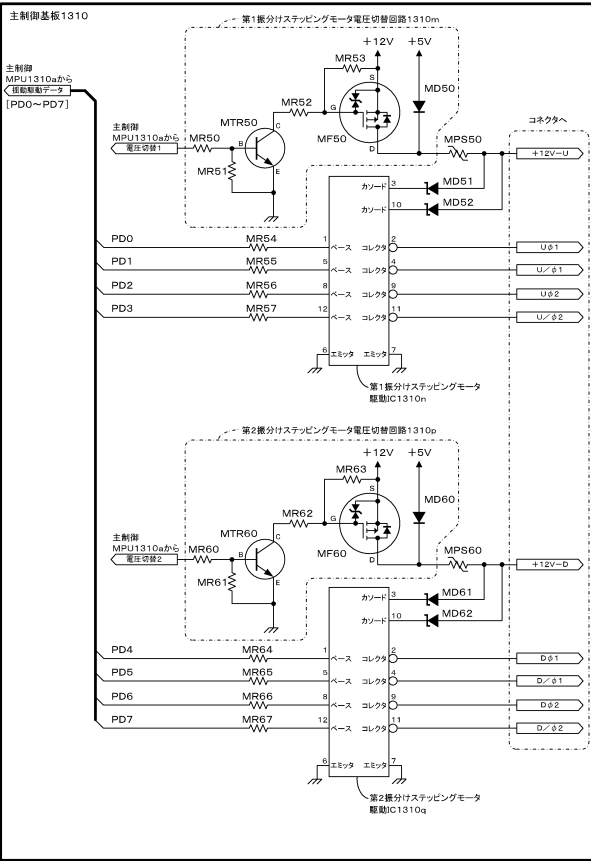 主制御基板1310
第1振分けステッピングモータ電圧切替回路1310m
+12V
+5V
主制御
MPU1310aから
揺動駆動データ
[PD0~PD7]
MR53
S
MD50
MR52
G
MF50
D
MTR50
C
B
E
主制御
MPU1310aから
電圧切替1
MR50
MR51
MPS50
コネクタへ
+12V-U
カソード
3
MD51
カソード
10
MD52
PD0
MR54
1
ベース
コレクタ
2
Uφ1
PD1
MR55
5
ベース
コレクタ
4
U/φ1
PD2
MR56
8
ベース
コレクタ
9
Uφ2
PD3
MR57
12
ベース
コレクタ
11
U/φ2
6
エミッタ
エミッタ
7
第1振分けステッピングモータ
駆動IC1310n
第2振分けステッピングモータ電圧切替回路1310p
+12V
+5V
MR63
S
MD60
MR62
G
MF60
D
MTR60
C
B
E
主制御
MPU1310aから
電圧切替2
MR60
MR61
MPS60
+12V-D
カソード
3
MD61
カソード
10
MD62
PD4
MR64
1
ベース
コレクタ
2
Dφ1
PD5
MR65
5
ベース
コレクタ
4
D/φ1
PD6
MR66
8
ベース
コレクタ
9
Dφ2
PD7
MR67
12
ベース
コレクタ
11
D/φ2
6
エミッタ
エミッタ
7
第2振分けステッピングモータ
駆動IC1310q